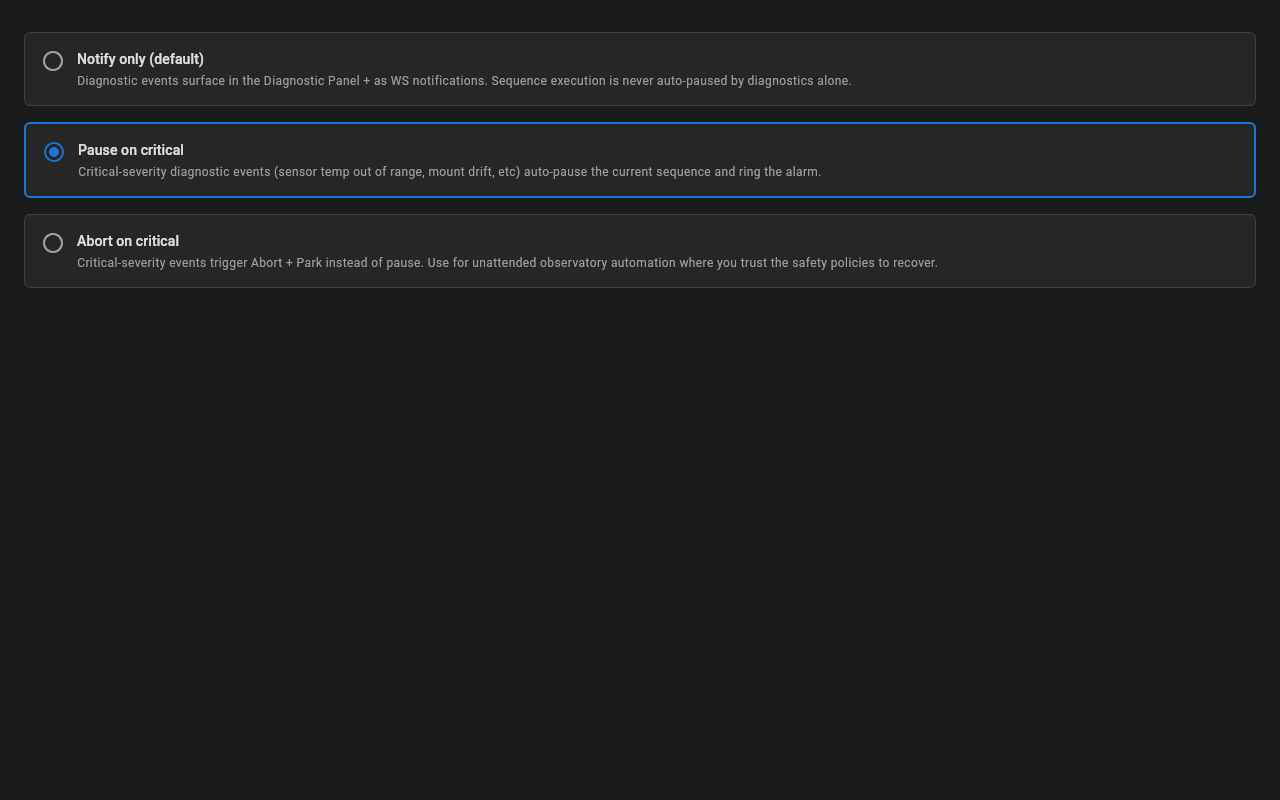 Notify only (default)
Diagnostic events surface in the Diagnostic Panel + as WS notifications. Sequence execution is never auto-paused by diagnostics alone.
Pause on critical
Critical-severity diagnostic events (sensor temp out of range, mount drift, etc) auto-pause the current sequence and ring the alarm.
Abort on critical
Critical-severity events trigger Abort + Park instead of pause. Use for unattended observatory automation where you trust the safety policies to recover.